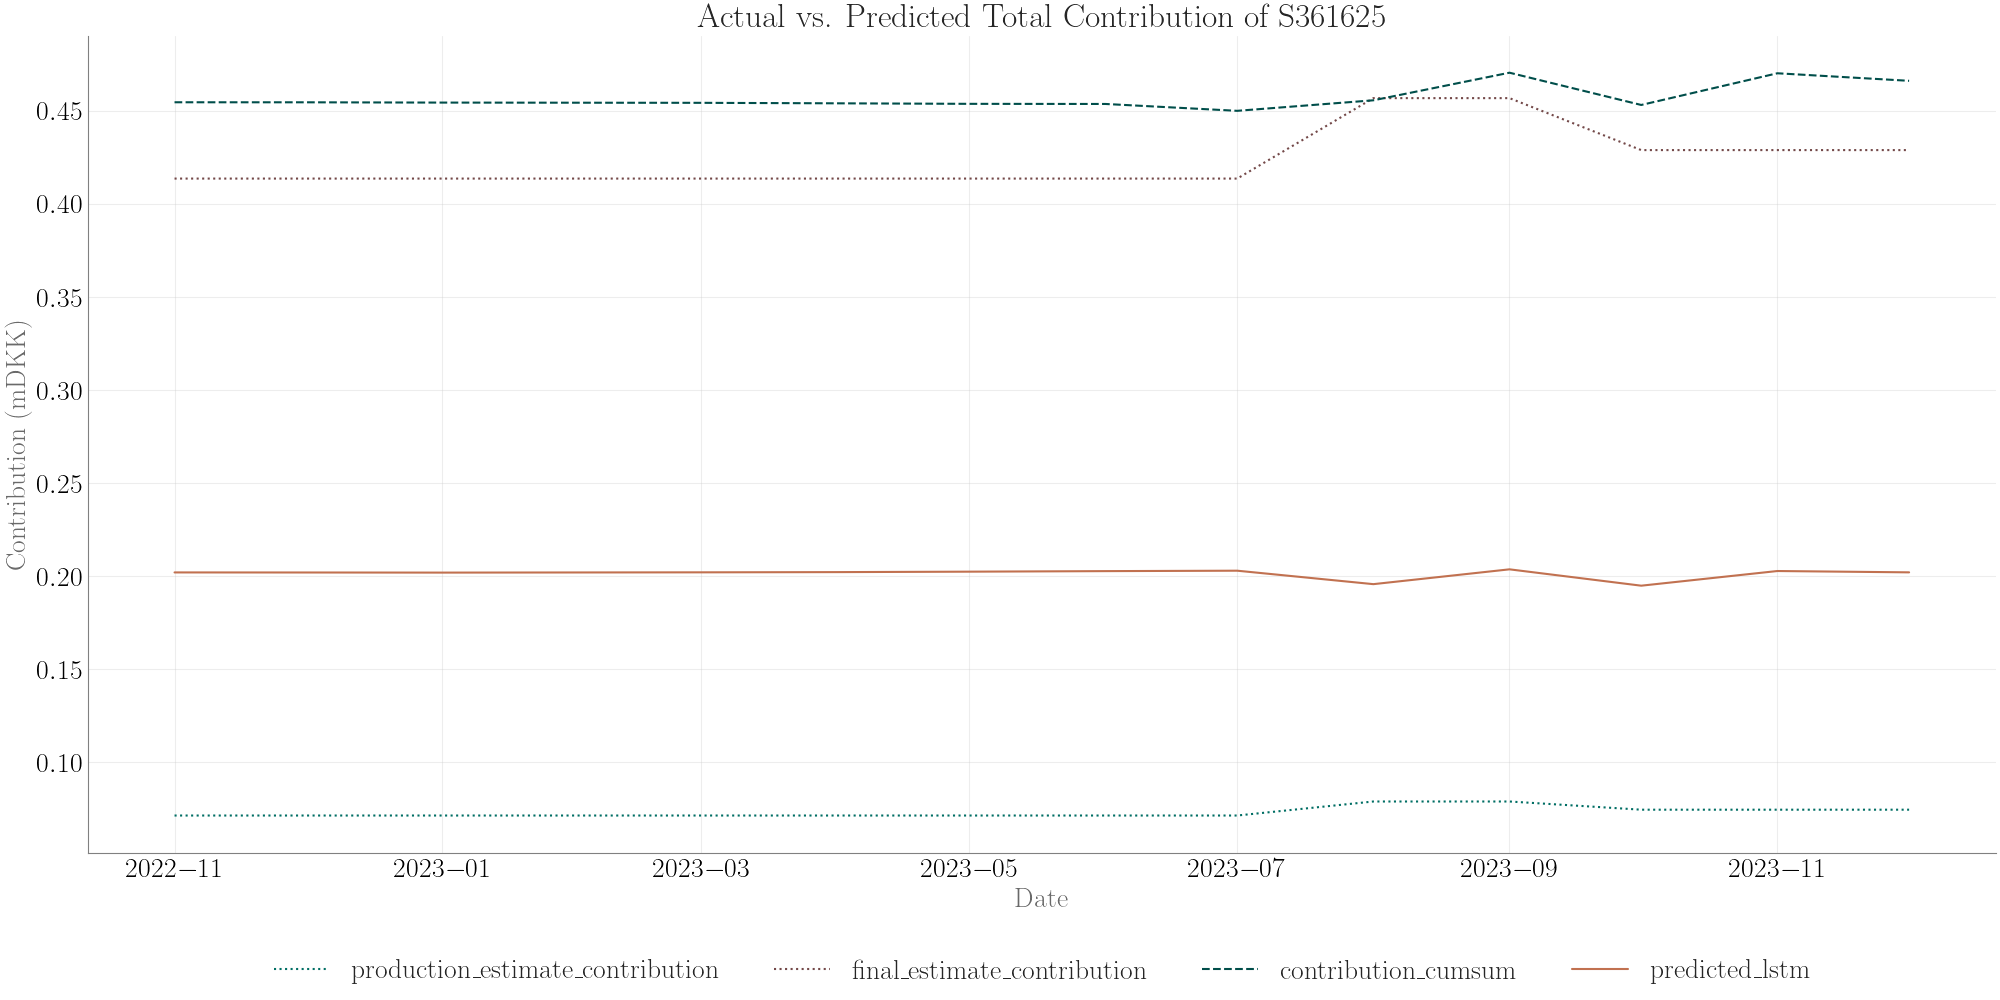 Actual vs. Predicted Total Contribution of S361625
Contribution (mDKK)
0.45
0.40
0.35
0.30
0.25
0.20
0.15
0.10
2022−11 2023−01 2023−03 2023−05 2023−07 2023−09 2023−11
Date
production_estimate_contribution final_estimate_contribution contribution_cumsum predicted_lstm